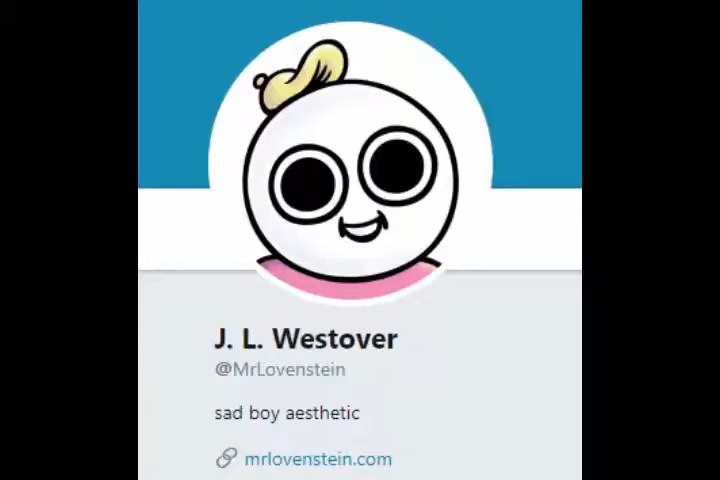 J. L. Westover
@MrLovenstein
sad boy aesthetic
mrlovenstein.com